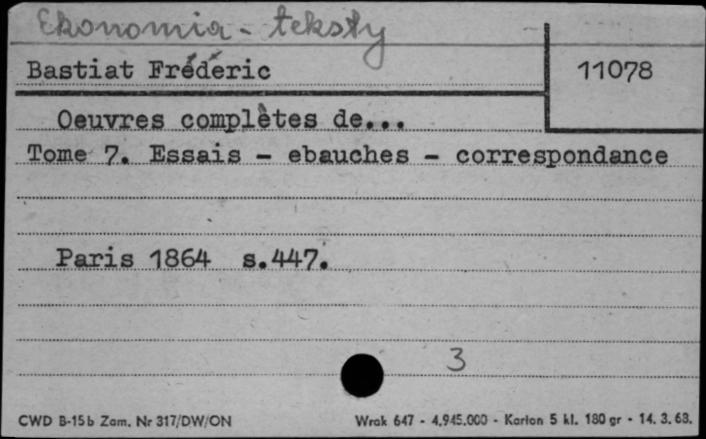 Ekonomia - teksty
Bastiat Fréderic 11078
Oeuvres complètes de...
Tome 7. Essais - ebauches - correspondance
Paris 1864 s.447.
3
CWD B-15b Zam. Nr 317/DW/ON Wrak 647 - 4.945.000 - Karton 5 kl. 180 gr - 14. 3. 63.